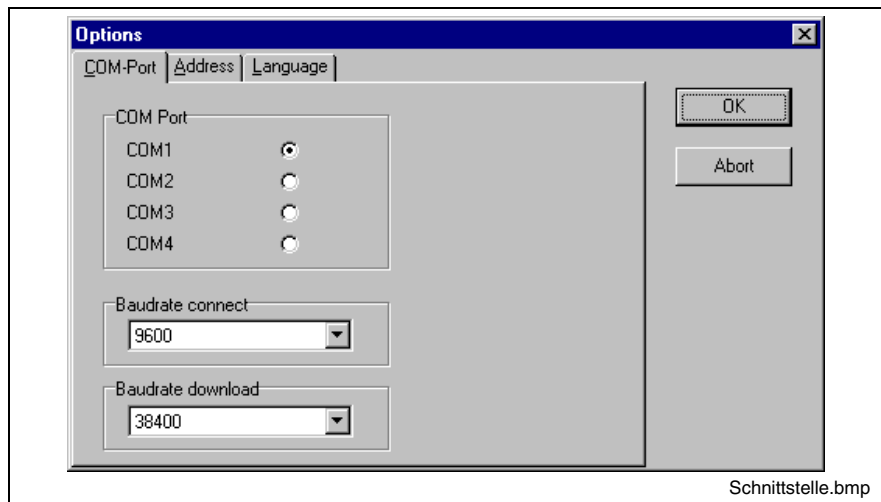 Options
COM-Port Address Language
COM Port
COM1
COM2
COM3
COM4
Baudrate connect
9600
Baudrate download
38400
OK
Abort
Schnittstelle.bmp